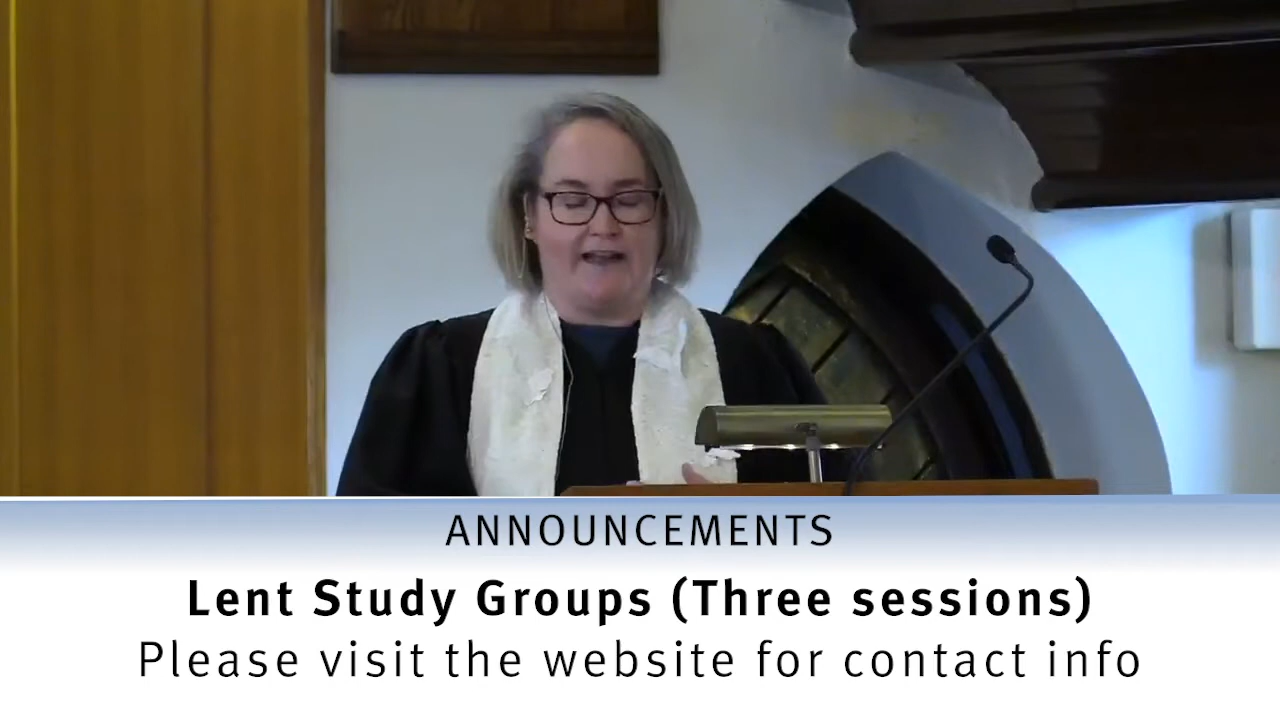 ANNOUNCEMENTS
Lent Study Groups (Three sessions)
Please visit the website for contact info